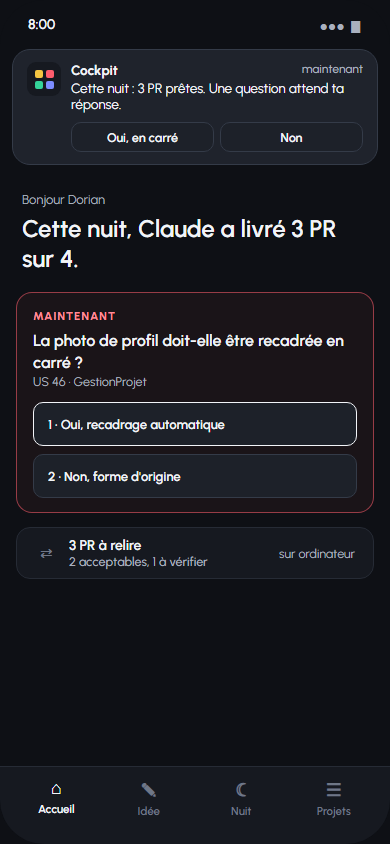 8:00
Cockpit
maintenant
Cette nuit : 3 PR prêtes. Une question attend ta
réponse.
Oui, en carré
Non
Bonjour Dorian
Cette nuit, Claude a livré 3 PR
sur 4.
MAINTENANT
La photo de profil doit-elle être recadrée en
carré ?
US 46 · GestionProjet
1 · Oui, recadrage automatique
2 · Non, forme d'origine
3 PR à relire
2 acceptables, 1 à vérifier
sur ordinateur
Accueil
Idée
Nuit
Projets